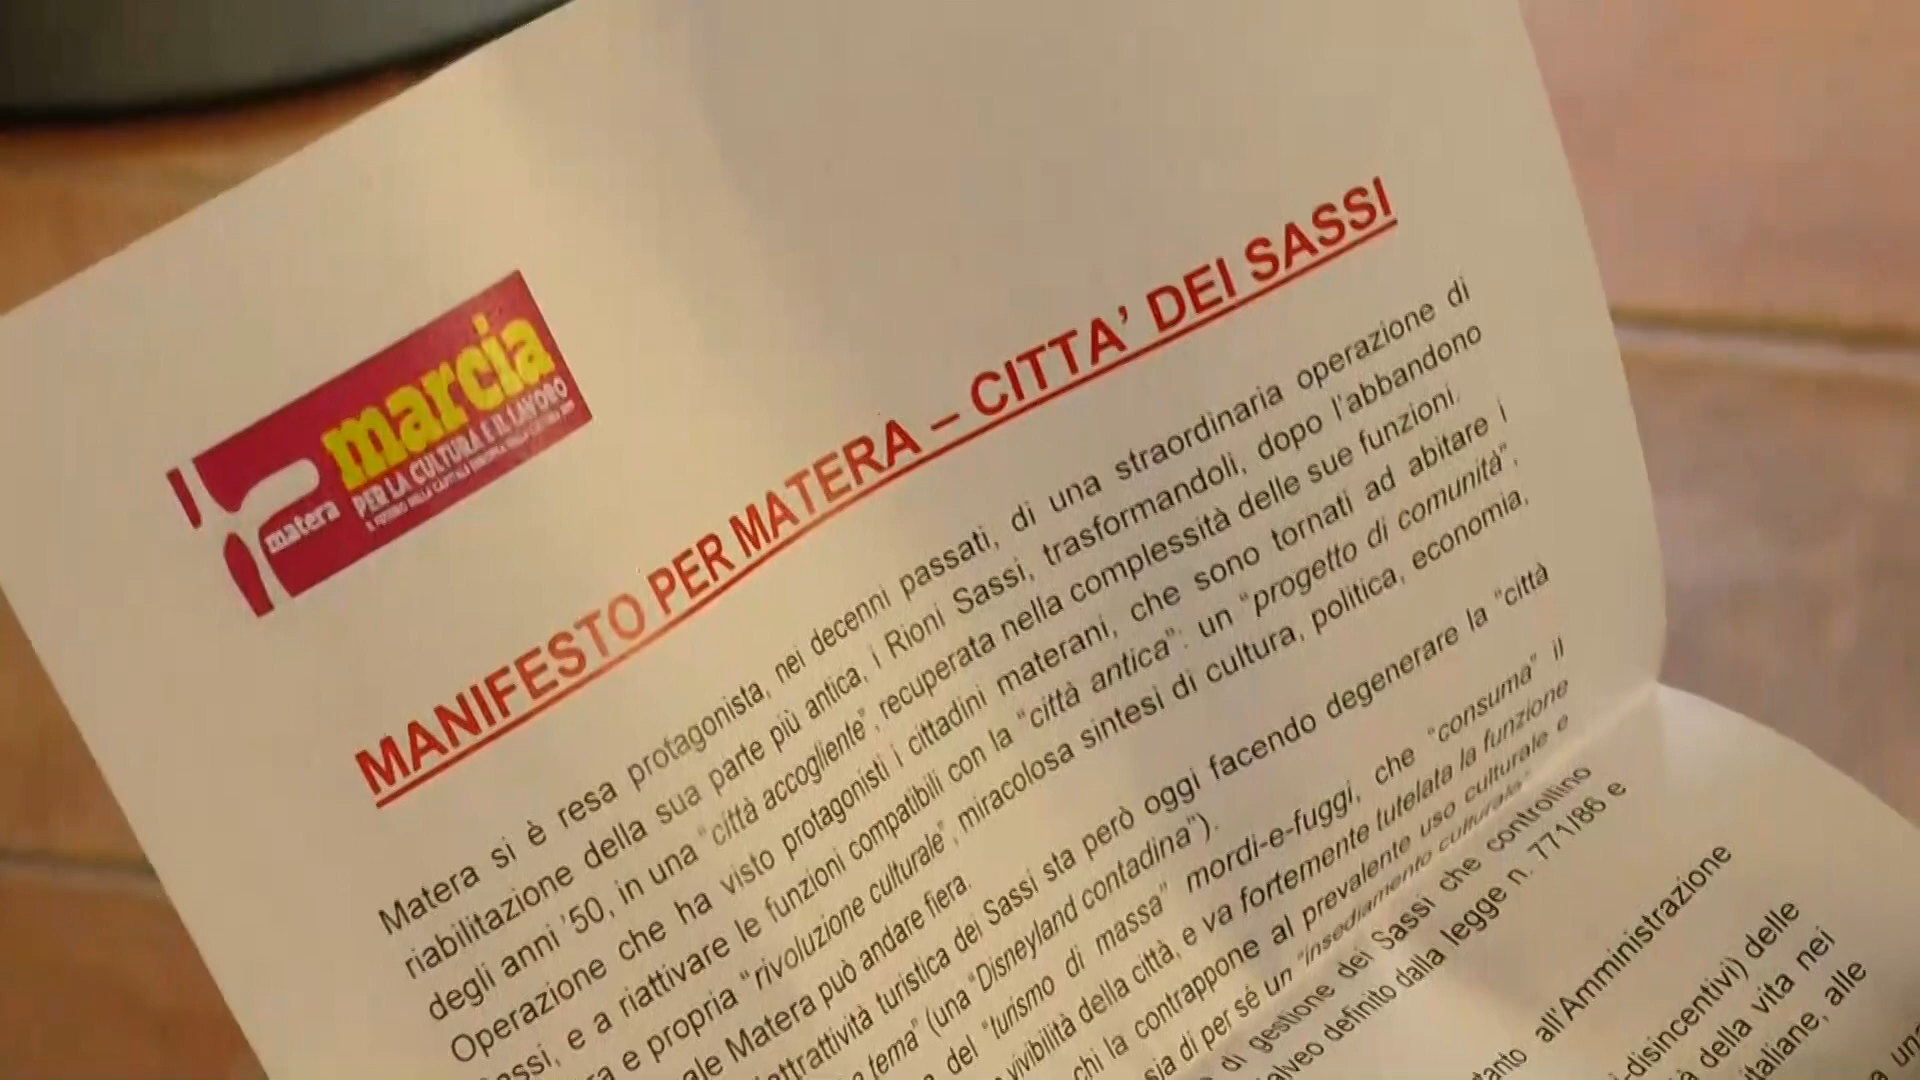 marcia
PER LA CULTURA E IL LAVORO
matera
MANIFESTO PER MATERA – CITTA' DEI SASSI
Matera si è resa protagonista, nei decenni passati, di una straordinaria operazione di
riabilitazione della sua parte più antica, i Rioni Sassi, trasformandoli, dopo l'abbandono
degli anni '50, in una "città accogliente", recuperata nella complessità delle sue funzioni.
Operazione che ha visto protagonisti i cittadini materani, che sono tornati ad abitare i
assi, e a riattivare le funzioni compatibili con la "città antica": un "progetto di comunità",
e propria "rivoluzione culturale", miracolosa sintesi di cultura, politica, economia,
ale Matera può andare fiera.
attrattività turistica dei Sassi sta però oggi facendo degenerare la "città
tema" (una "Disneyland contadina").
del "turismo di massa" mordi-e-fuggi, che "consuma" il
vivibilità della città, e va fortemente tutelata la funzione
chi la contrappone al prevalente uso culturale e
sia di per sé un "insediamento culturale".
di gestione dei Sassi che controllino
alveo definito dalla legge n. 771/86 e
tanto all'Amministrazione
-disincentivi) delle
della vita nei
italiane, alle